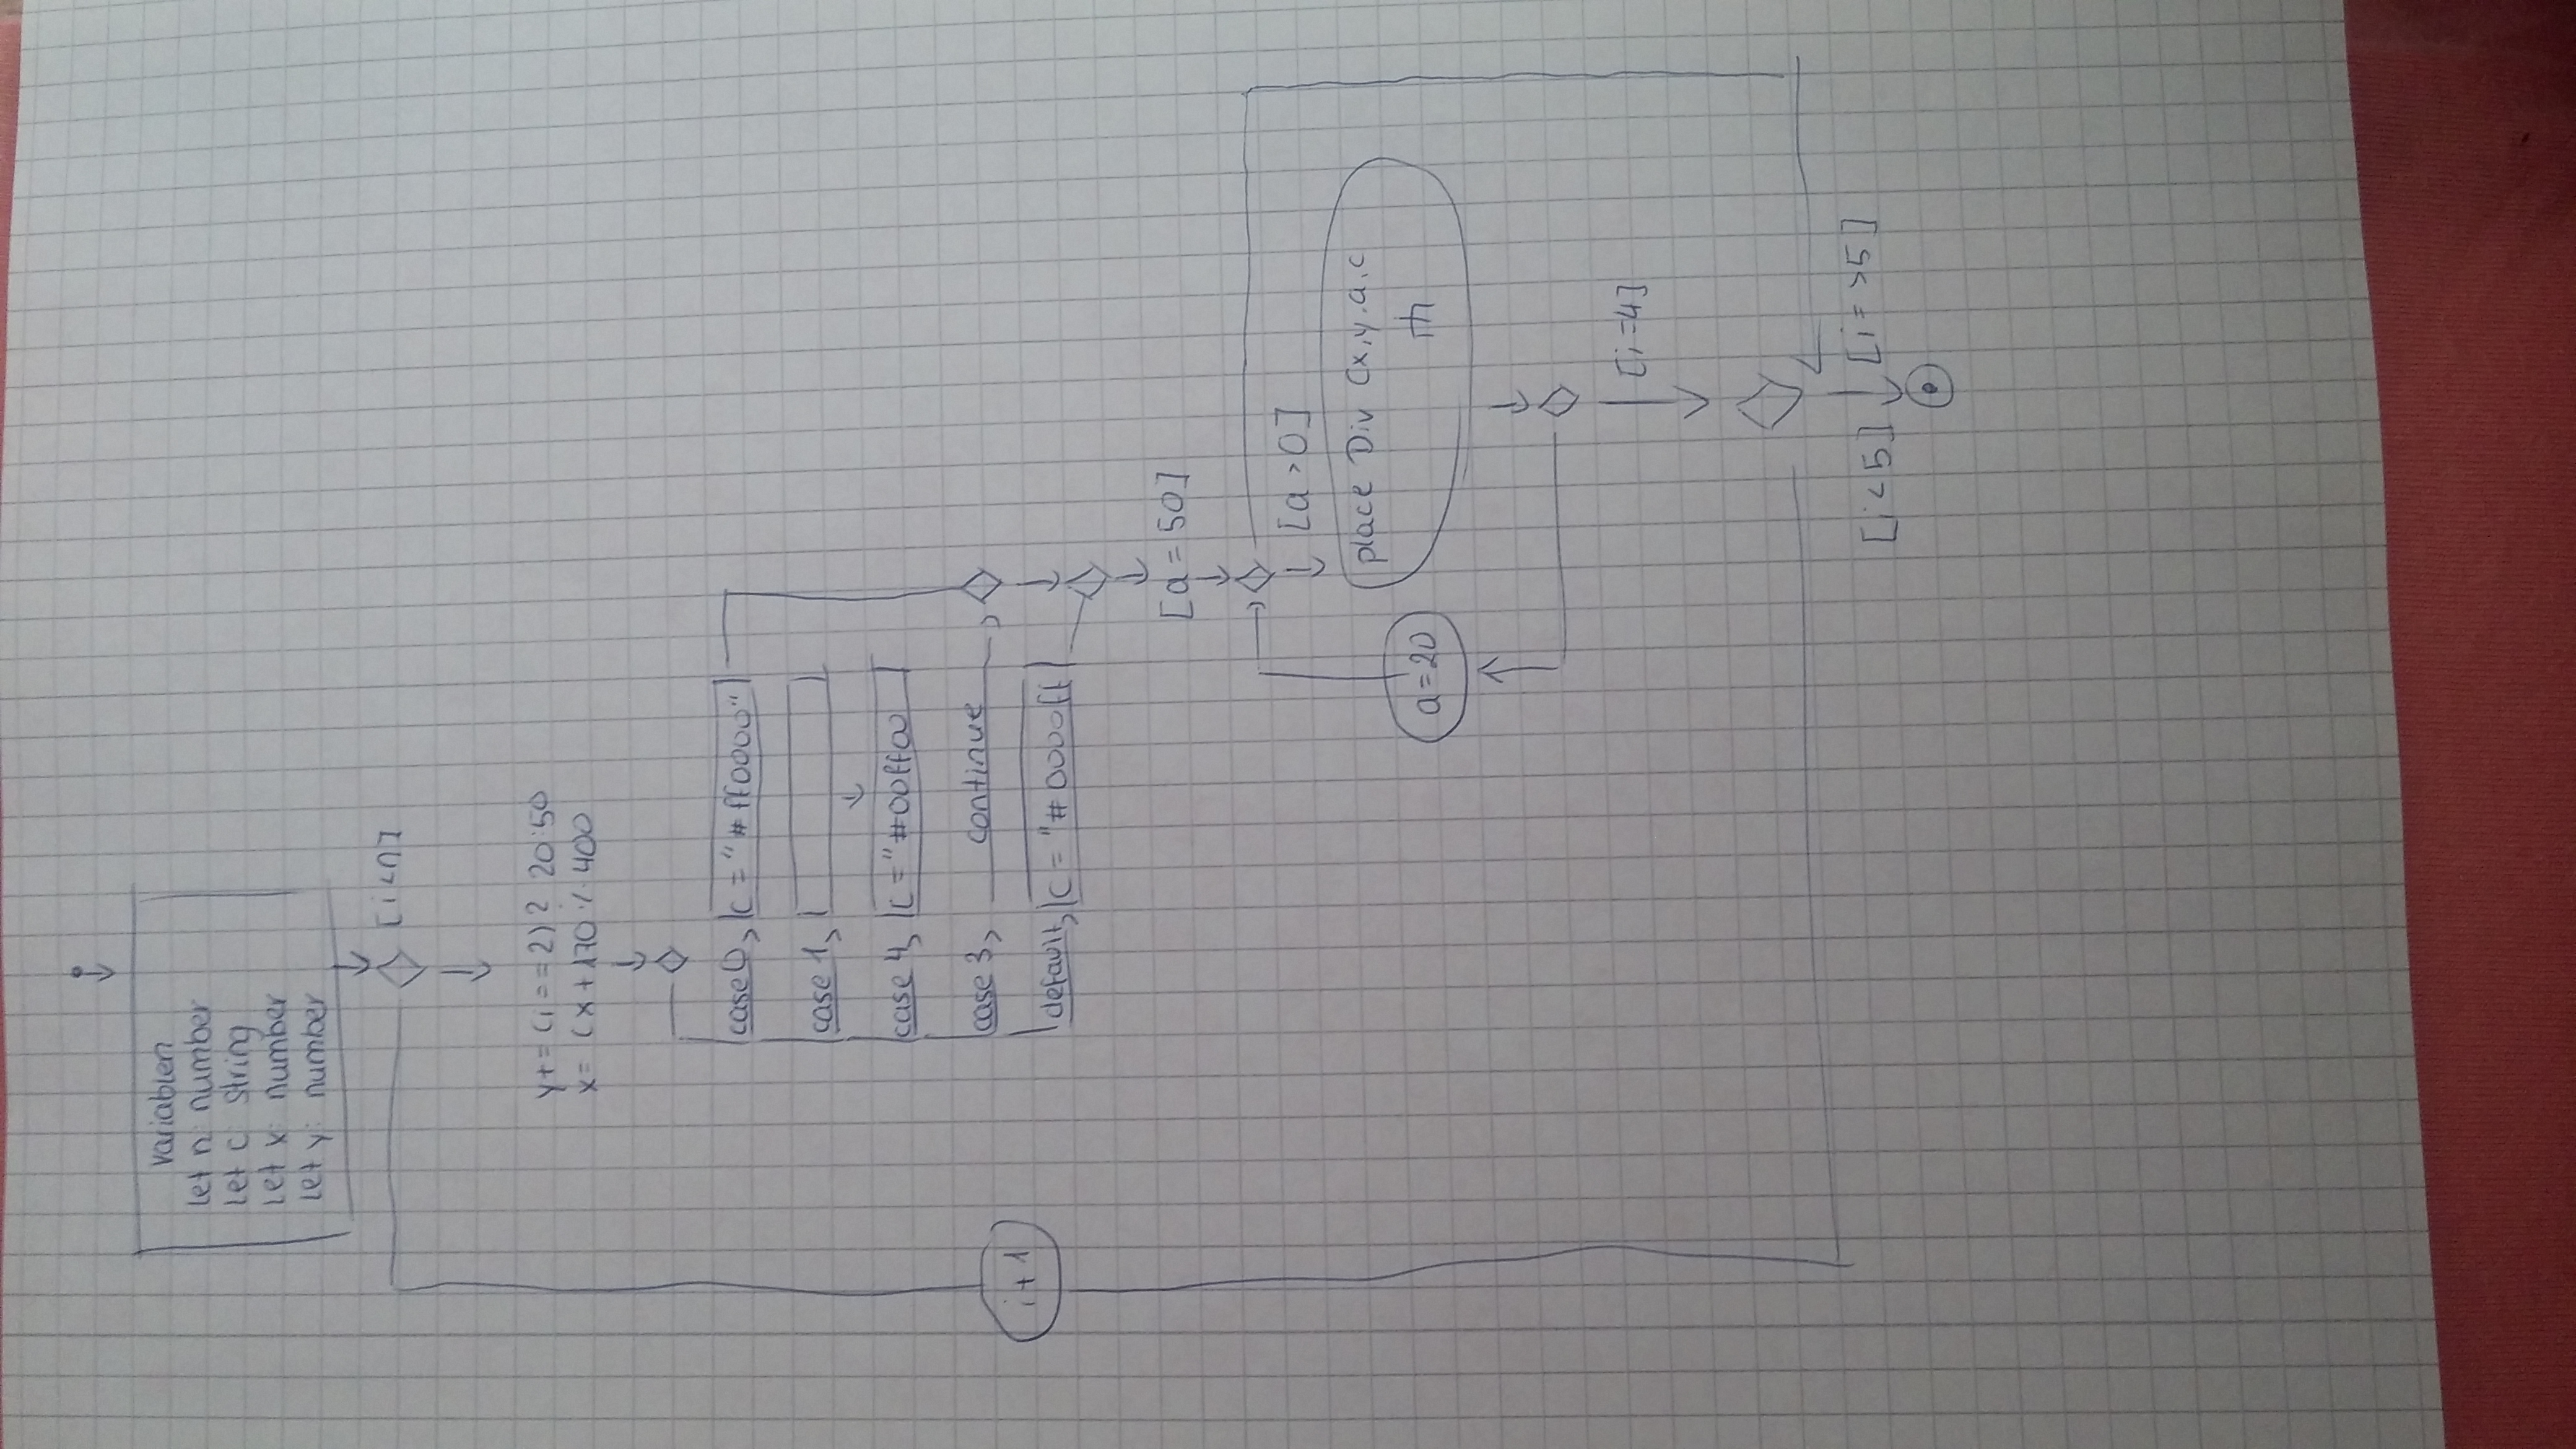 variablen
let n: number
let c: string
let x: number
let y: number
[i<n]
y+= (i==2)? 20:50
x= (x+170 % 400
case 0, c = "#ff0000"
case 1,
case 4, c = "#00ff00
case 3, continue
i+1
default, c = "#0000ff
[a=50]
[a>0]
place Div (x,y.a.c
a=20
[i=4]
[i<5] [i=>5]